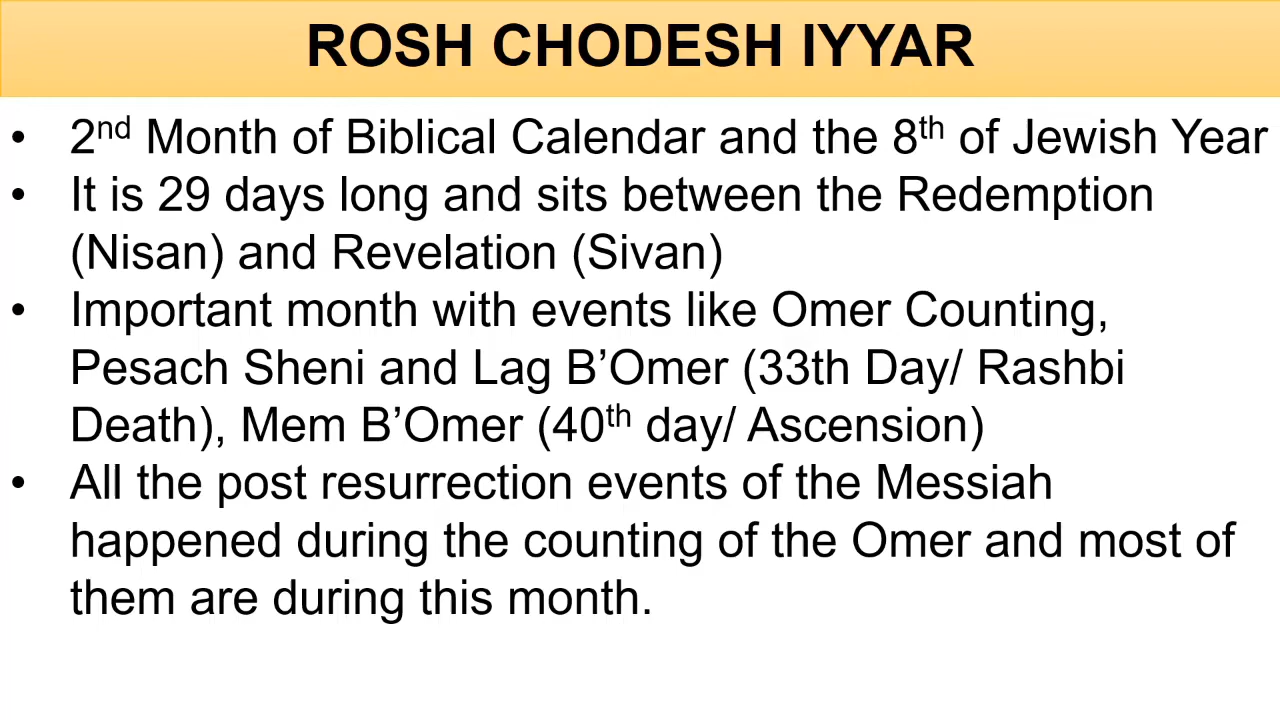 ROSH CHODESH IYYAR
• 2nd Month of Biblical Calendar and the 8th of Jewish Year
• It is 29 days long and sits between the Redemption
(Nisan) and Revelation (Sivan)
• Important month with events like Omer Counting,
Pesach Sheni and Lag B’Omer (33th Day/ Rashbi
Death), Mem B’Omer (40th day/ Ascension)
• All the post resurrection events of the Messiah
happened during the counting of the Omer and most of
them are during this month.